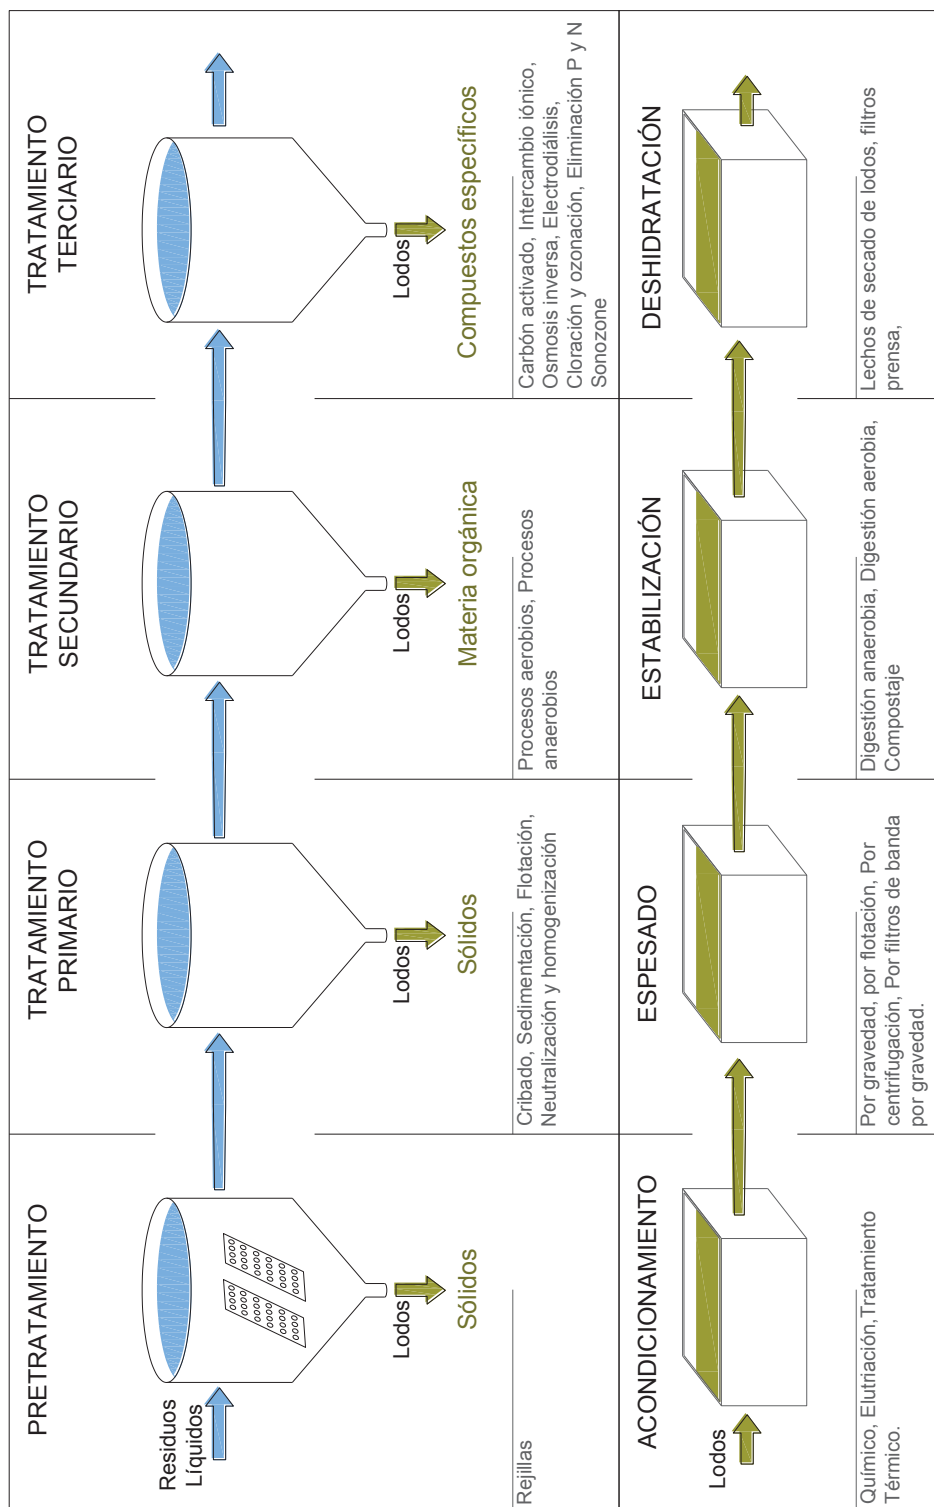 PRETRATAMIENTO
Residuos
Líquidos
Lodos
Sólidos
Rejillas
TRATAMIENTO
PRIMARIO
Lodos
Sólidos
Cribado, Sedimentación, Flotación,
Neutralización y homogenización
TRATAMIENTO
SECUNDARIO
Lodos
Materia orgánica
Procesos aerobios, Procesos
anaerobios
TRATAMIENTO
TERCIARIO
Lodos
Compuestos específicos
Carbón activado, Intercambio iónico,
Osmosis inversa, Electrodiálisis,
Cloración y ozonación, Eliminación P y N
Sonozone
ACONDICIONAMIENTO
Lodos
Químico, Elutriación,Tratamiento
Térmico.
ESPESADO
Por gravedad, por flotación, Por
centrifugación, Por filtros de banda
por gravedad.
ESTABILIZACIÓN
Digestión anaerobia, Digestión aerobia,
Compostaje
DESHIDRATACIÓN
Lechos de secado de lodos, filtros
prensa,